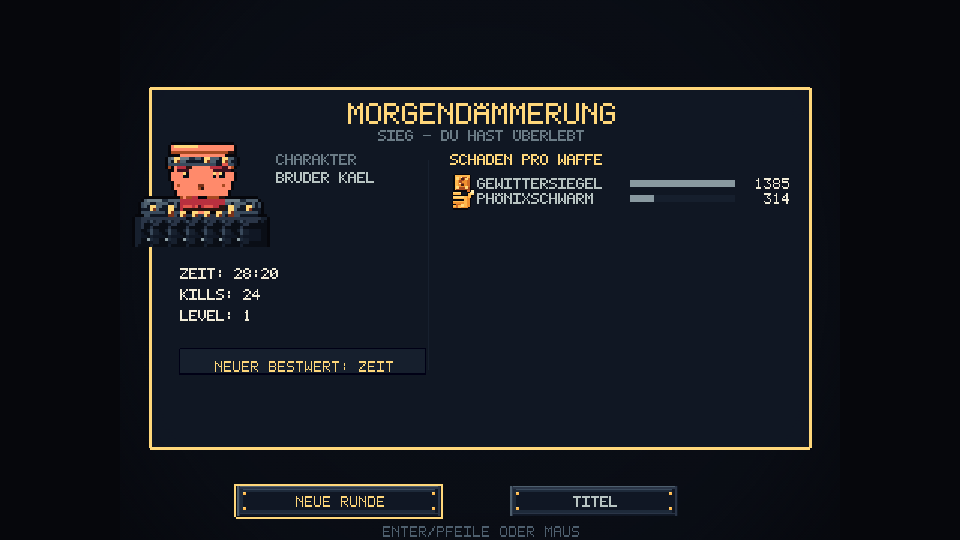 MORGENDÄMMERUNG
SIEG - DU HAST ÜBERLEBT
CHARAKTER
BRUDER KAEL
SCHADEN PRO WAFFE
GEWITTERSIEGEL 1385
PHÖNIXSCHWARM 314
ZEIT: 28:20
KILLS: 24
LEVEL: 1
NEUER BESTWERT: ZEIT
NEUE RUNDE
TITEL
ENTER/PFEILE ODER MAUS